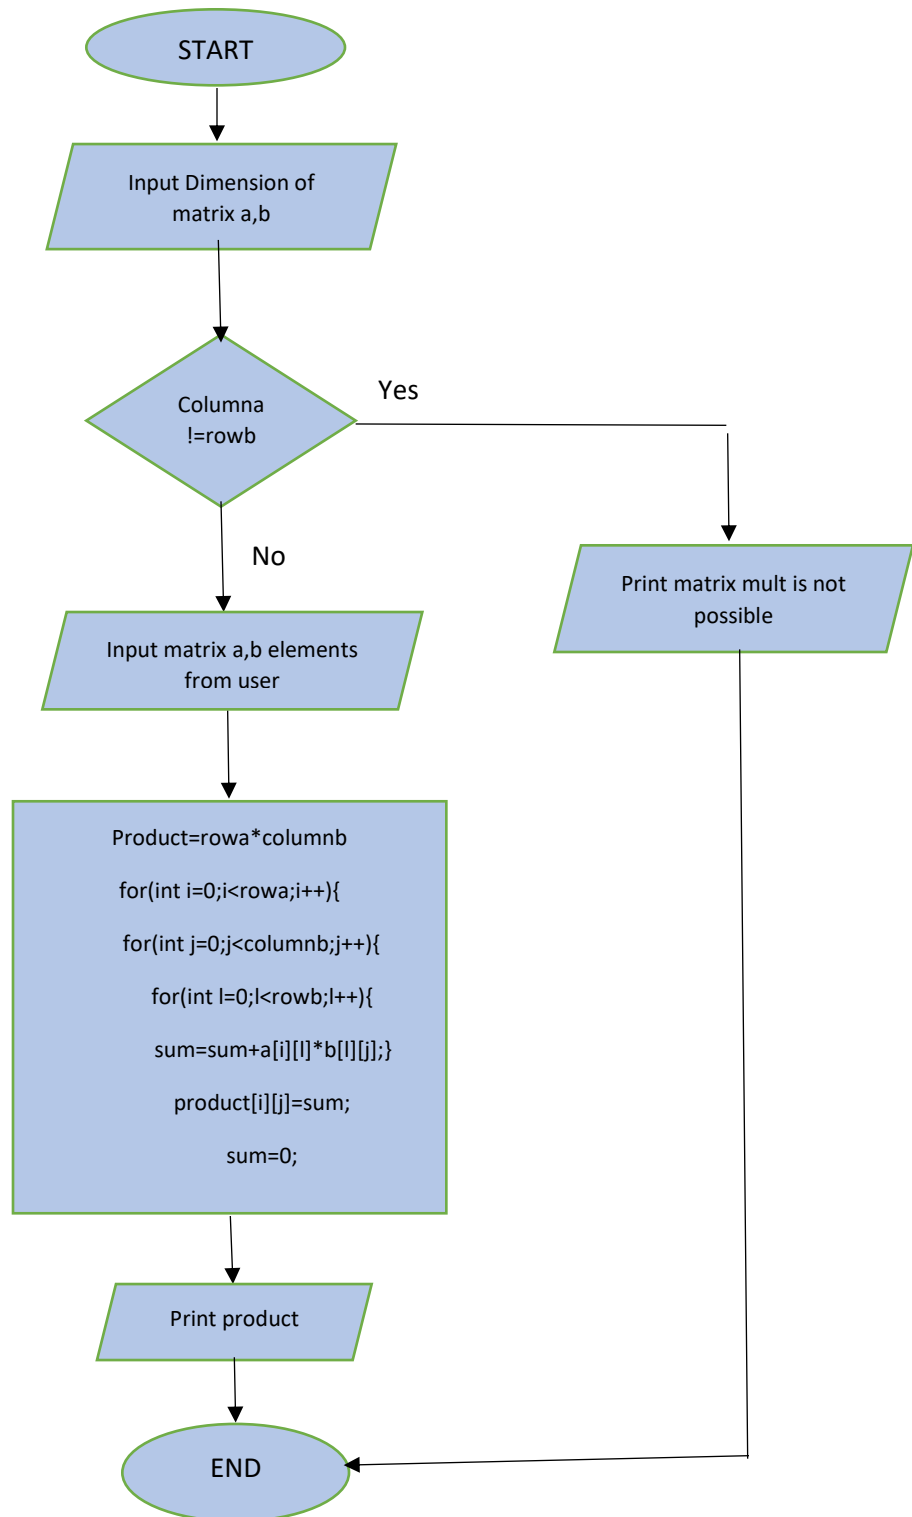 START
Input Dimension of
matrix a,b
Columna
!=rowb
Yes
No
Print matrix mult is not
possible
Input matrix a,b elements
from user
Product=rowa*columnb
for(int i=0;i<rowa;i++){
for(int j=0;j<columnb;j++){
for(int l=0;l<rowb;l++){
sum=sum+a[i][l]*b[l][j];}
product[i][j]=sum;
sum=0;
Print product
END